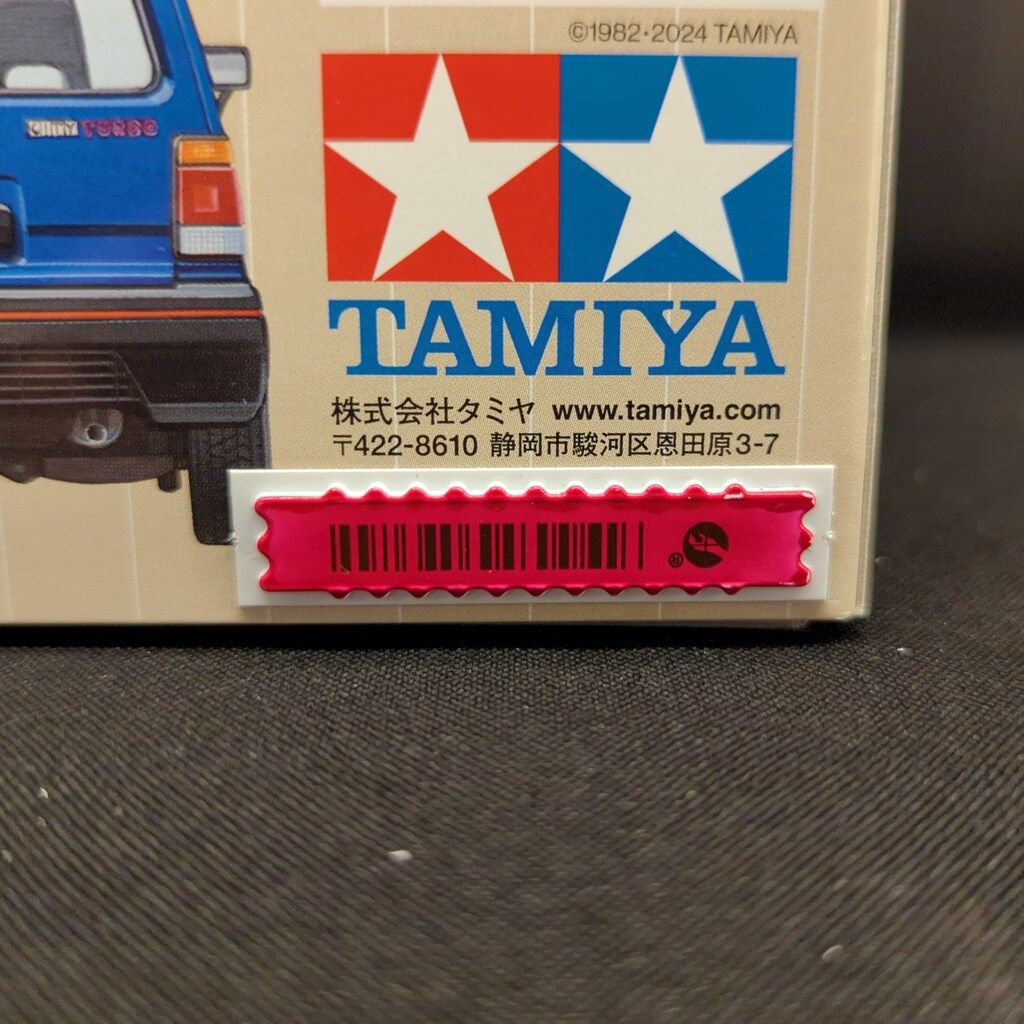 ©1982・2024 TAMIYA
CITY TURBO
TAMIYA
株式会社タミヤ www.tamiya.com
〒422-8610 静岡市駿河区恩田原3-7
®